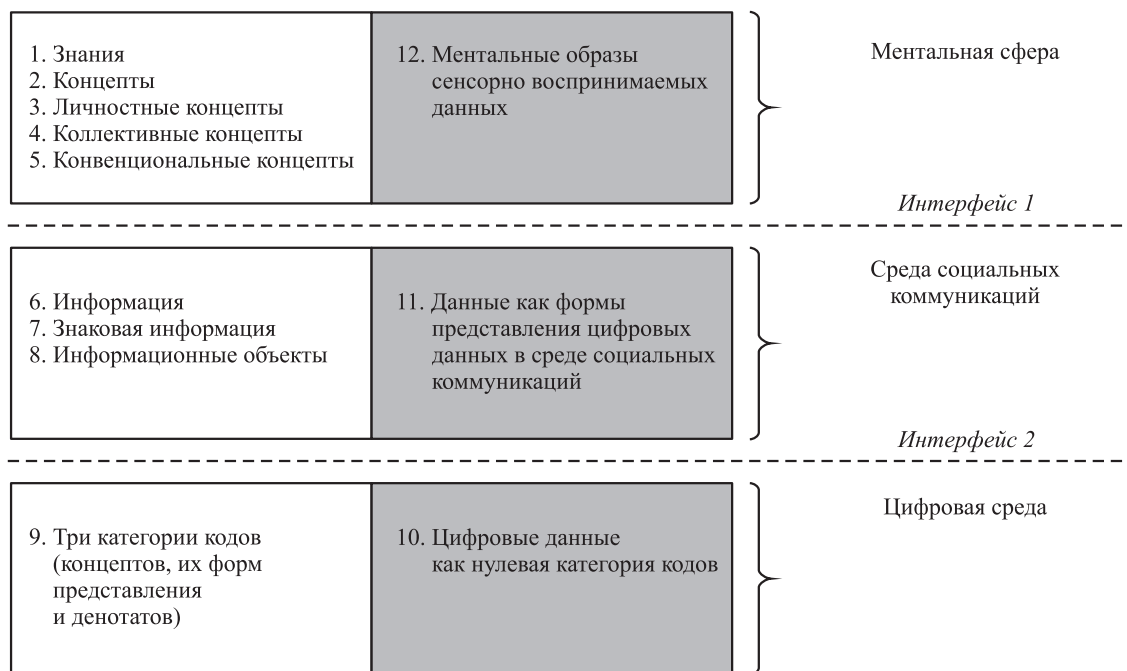 1. Знания
2. Концепты
3. Личностные концепты
4. Коллективные концепты
5. Конвенциональные концепты
12. Ментальные образы
сенсорно воспринимаемых
данных
Ментальная сфера
Интерфейс 1
6. Информация
7. Знаковая информация
8. Информационные объекты
11. Данные как формы
представления цифровых
данных в среде социальных
коммуникаций
Среда социальных
коммуникаций
Интерфейс 2
9. Три категории кодов
(концептов, их форм
представления
и денотатов)
10. Цифровые данные
как нулевая категория кодов
Цифровая среда